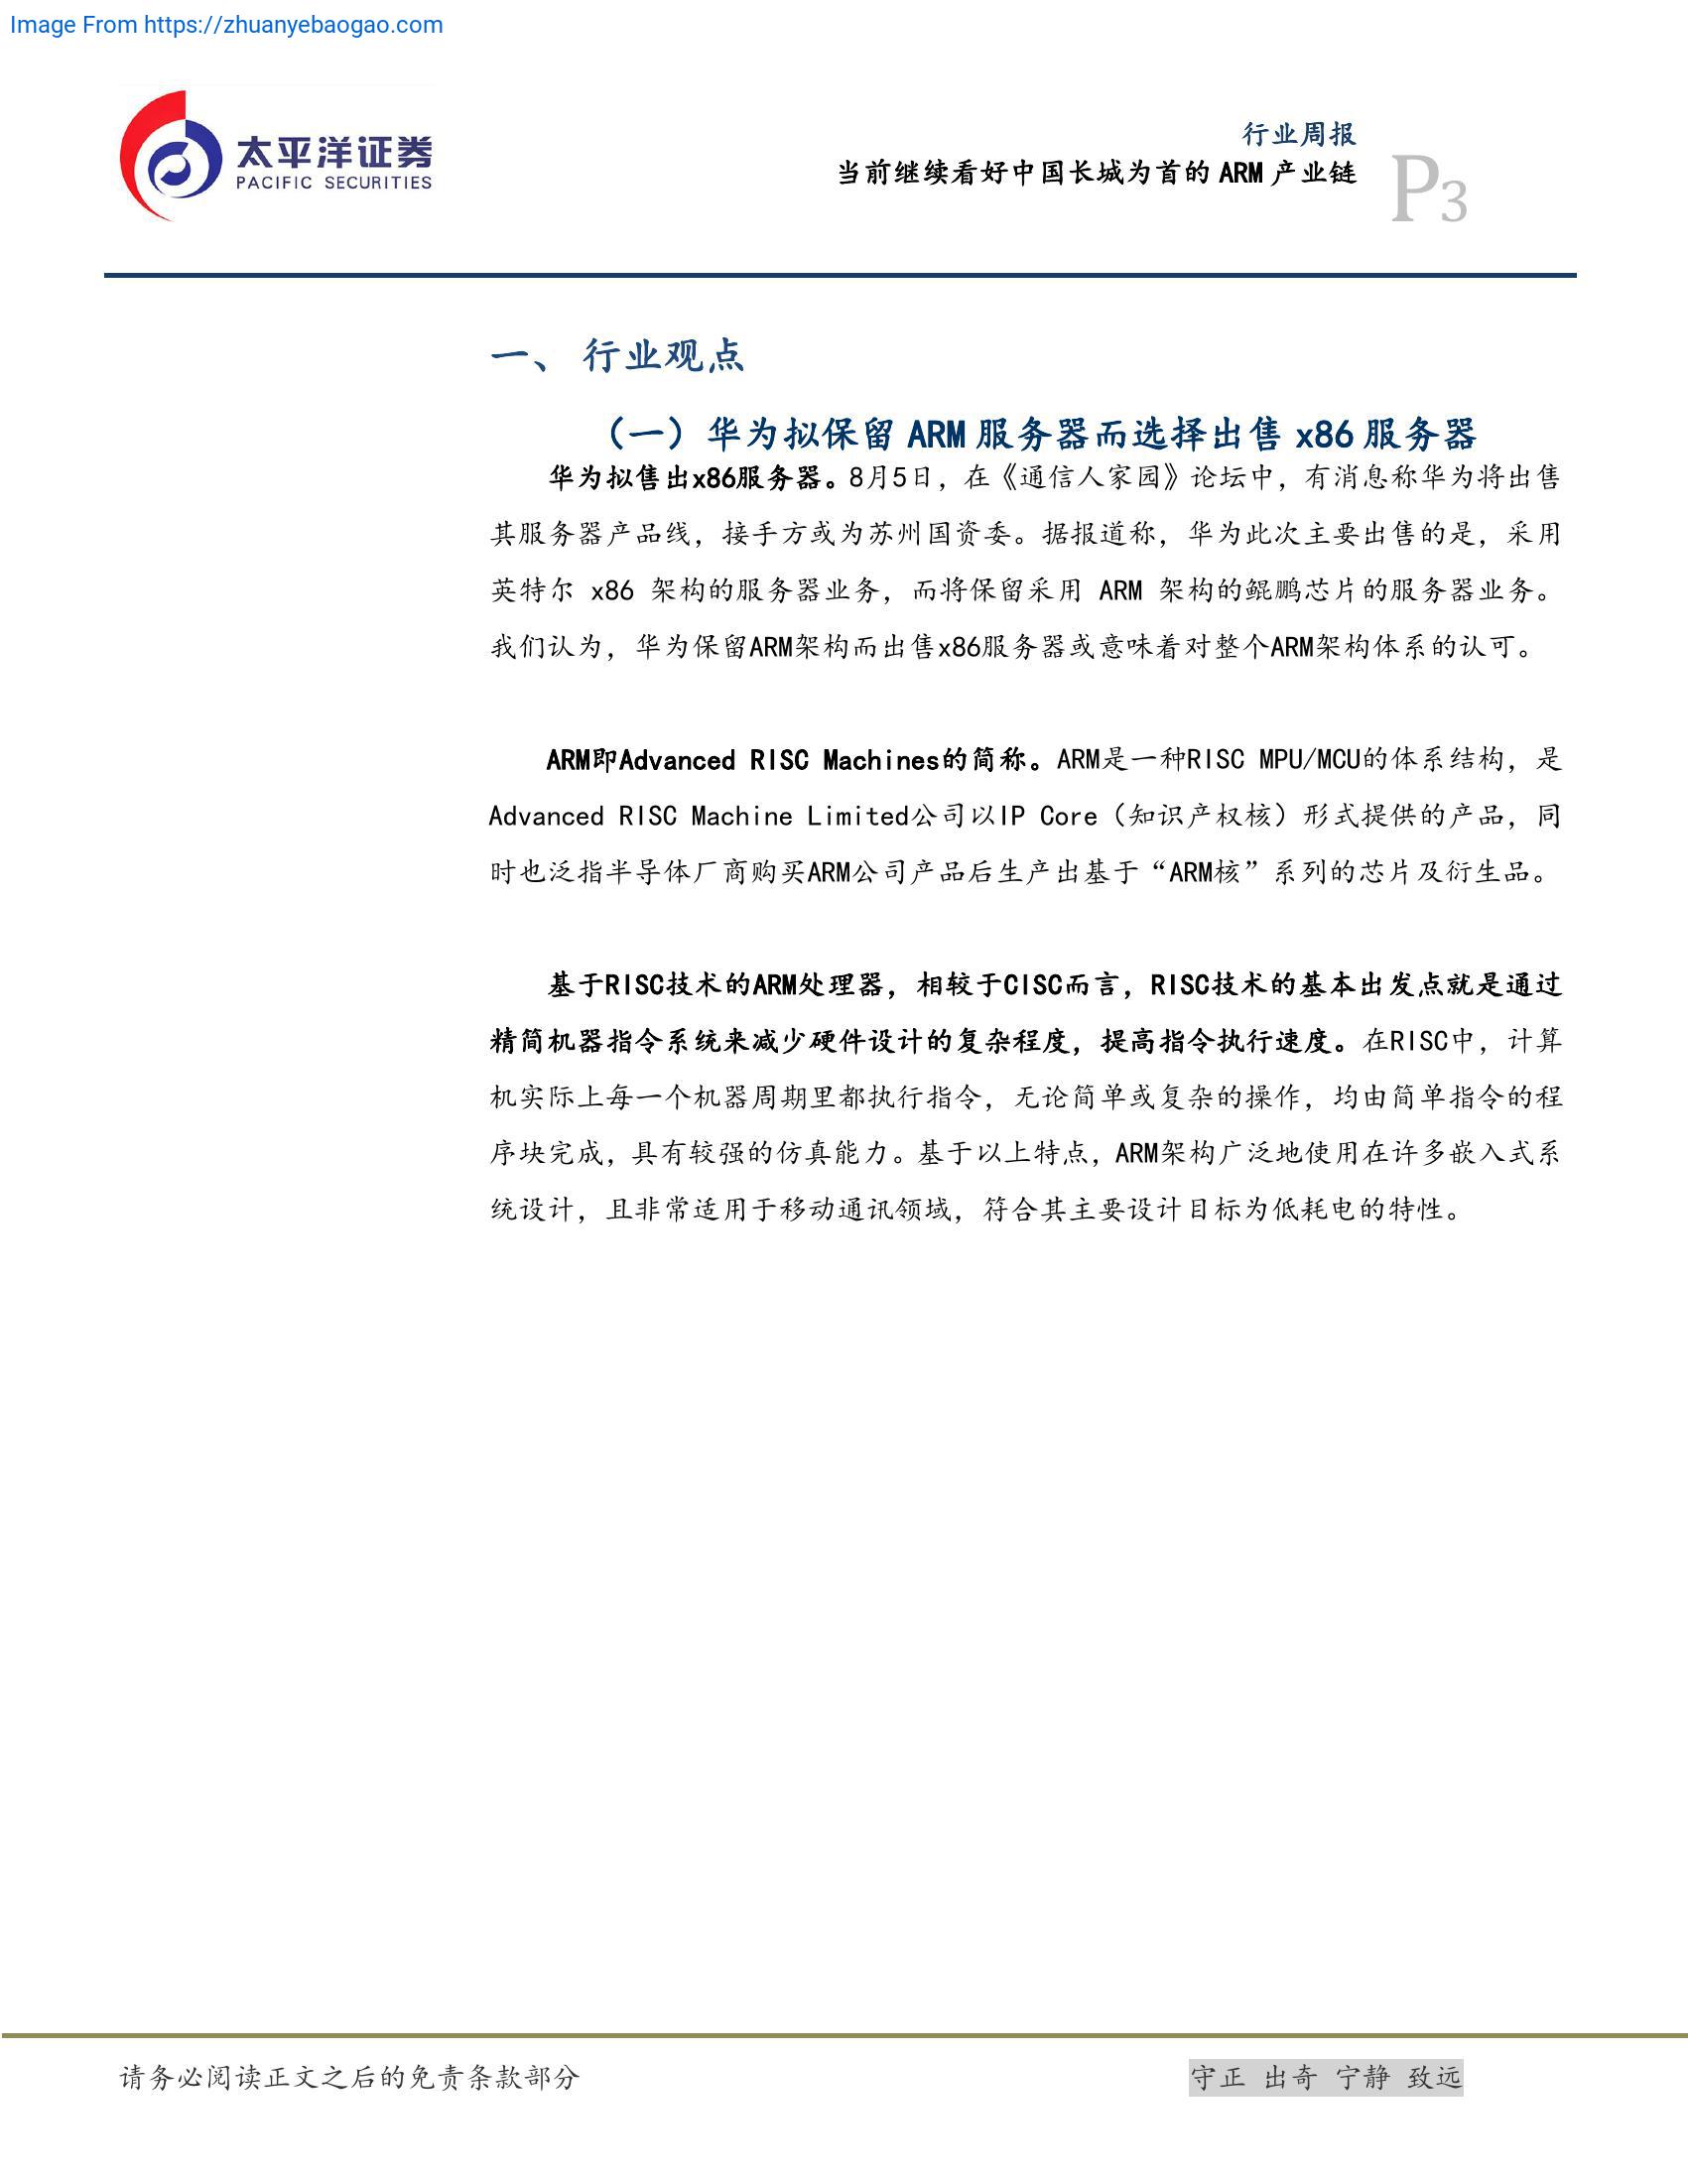 Image From https://zhuanyebaogao.com
太平洋证券
PACIFIC SECURITIES
行业周报
当前继续看好中国长城为首的 ARM 产业链
P3
一、 行业观点
（一）华为拟保留 ARM 服务器而选择出售 x86 服务器
华为拟售出x86服务器。8月5日，在《通信人家园》论坛中，有消息称华为将出售
其服务器产品线，接手方或为苏州国资委。据报道称，华为此次主要出售的是，采用
英特尔 x86 架构的服务器业务，而将保留采用 ARM 架构的鲲鹏芯片的服务器业务。
我们认为，华为保留ARM架构而出售x86服务器或意味着对整个ARM架构体系的认可。
ARM即Advanced RISC Machines的简称。ARM是一种RISC MPU/MCU的体系结构，是
Advanced RISC Machine Limited公司以IP Core（知识产权核）形式提供的产品，同
时也泛指半导体厂商购买ARM公司产品后生产出基于“ARM核”系列的芯片及衍生品。
基于RISC技术的ARM处理器，相较于CISC而言，RISC技术的基本出发点就是通过
精简机器指令系统来减少硬件设计的复杂程度，提高指令执行速度。在RISC中，计算
机实际上每一个机器周期里都执行指令，无论简单或复杂的操作，均由简单指令的程
序块完成，具有较强的仿真能力。基于以上特点，ARM架构广泛地使用在许多嵌入式系
统设计，且非常适用于移动通讯领域，符合其主要设计目标为低耗电的特性。
请务必阅读正文之后的免责条款部分
守正 出奇 宁静 致远